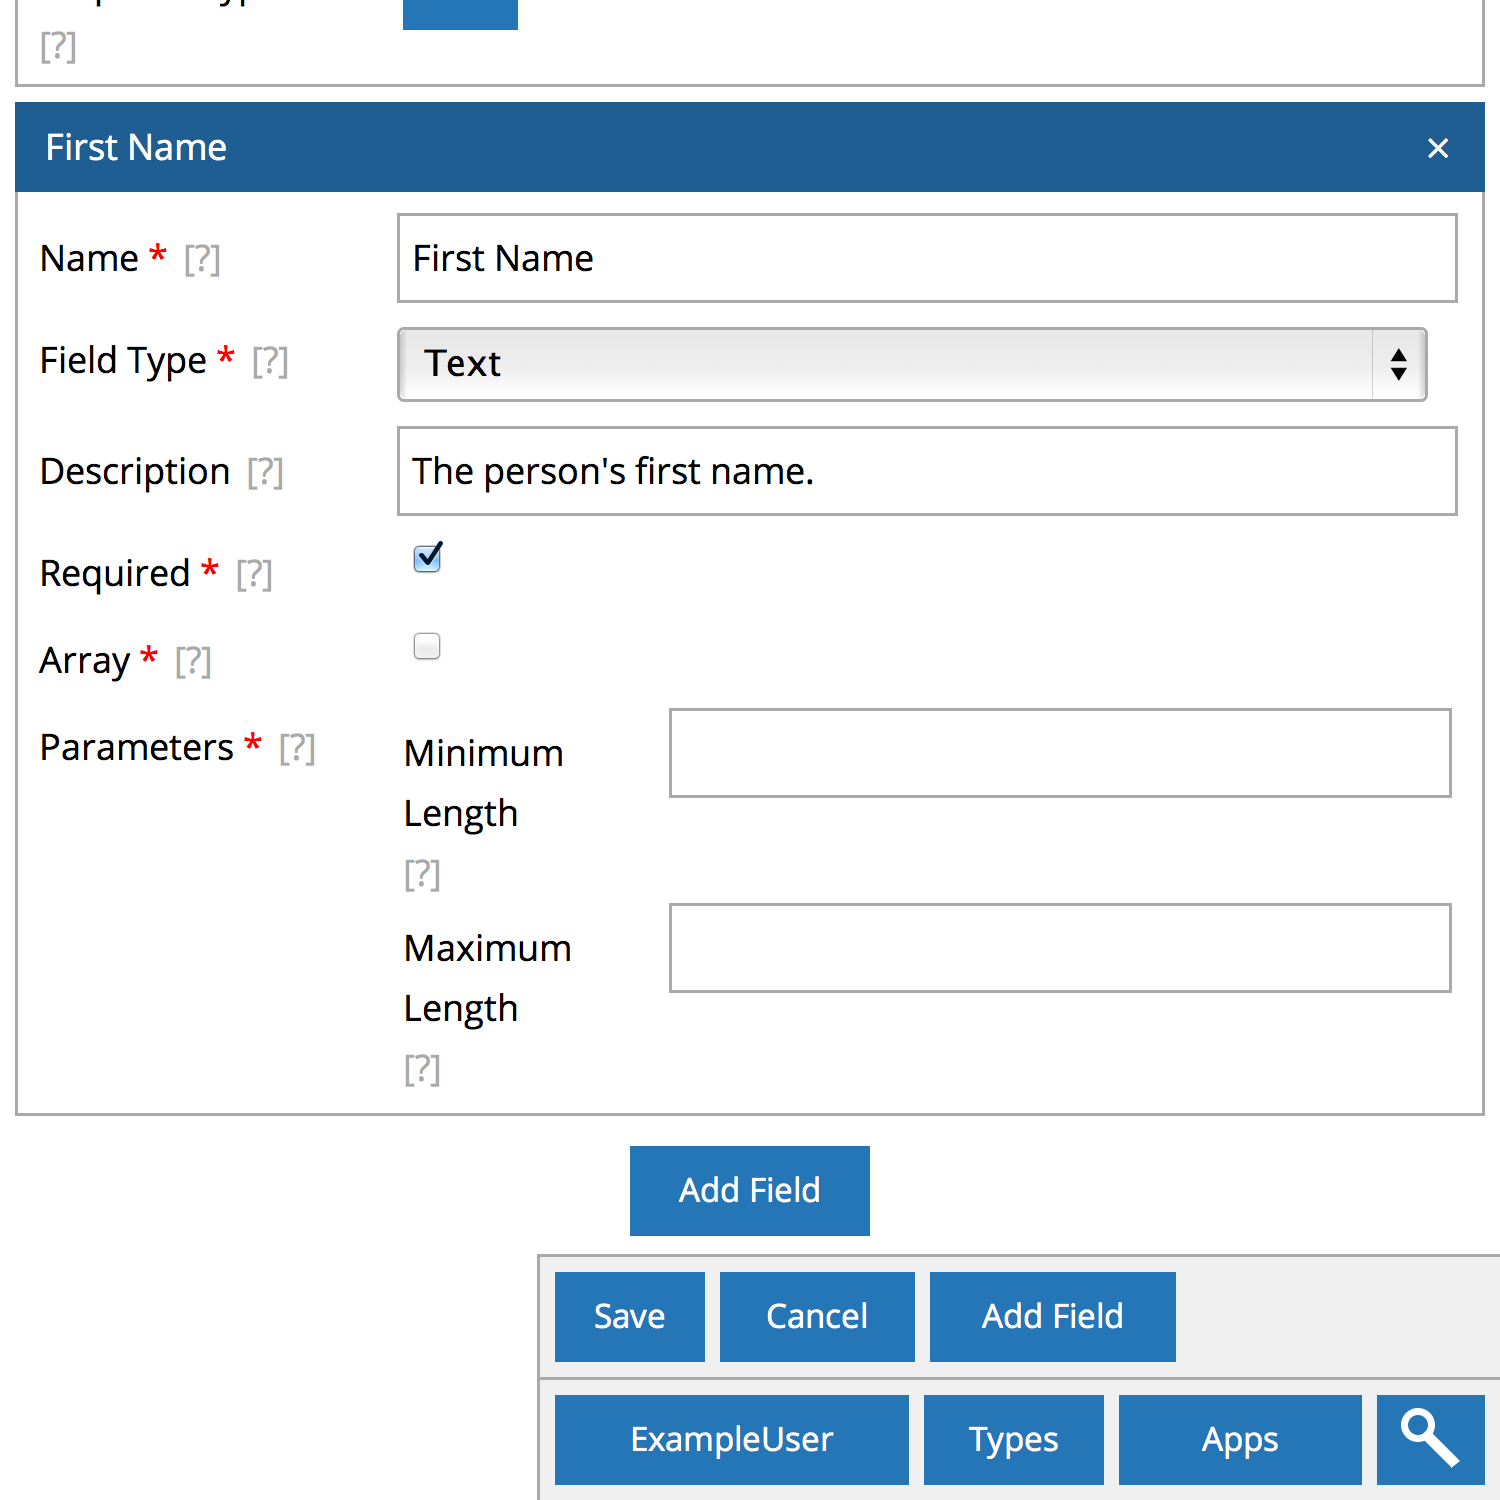 [?]
First Name ×
Name * [?] First Name
Field Type * [?] Text
Description [?] The person's first name.
Required * [?]
Array * [?]
Parameters * [?]
Minimum
Length
[?]
Maximum
Length
[?]
Add Field
Save Cancel Add Field
ExampleUser Types Apps